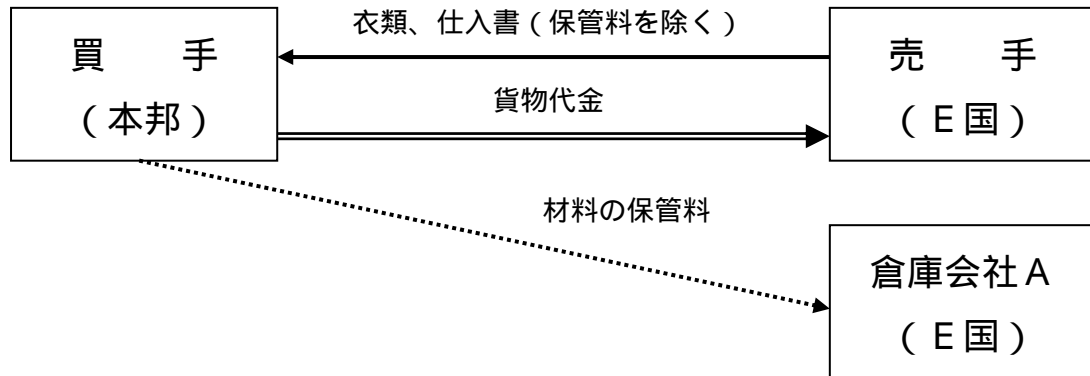 衣類、仕入書(保管料を除く)
買 手
(本邦)
売 手
(E国)
貨物代金
材料の保管料
倉庫会社A
(E国)